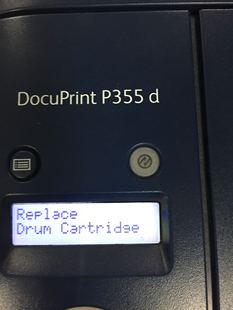 DocuPrint P355 d
Replace
Drum Cartridge